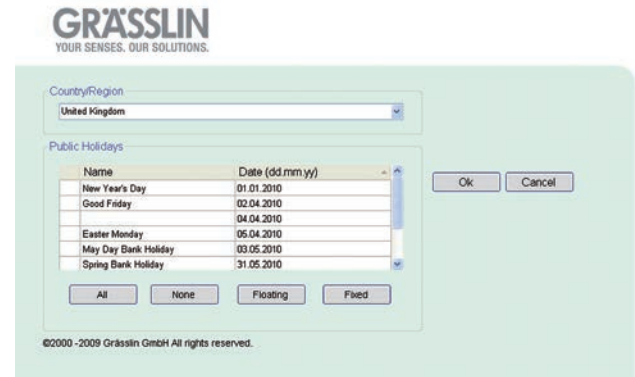 GRÄSSLIN
YOUR SENSES. OUR SOLUTIONS.
Country/Region
United Kingdom
Public Holidays
Name Date (dd.mm.yy)
New Year's Day 01.01.2010
Good Friday 02.04.2010
04.04.2010
Easter Monday 05.04.2010
May Day Bank Holiday 03.05.2010
Spring Bank Holiday 31.05.2010
Ok Cancel
All None Floating Fixed
©2000 -2009 Grässlin GmbH All rights reserved.